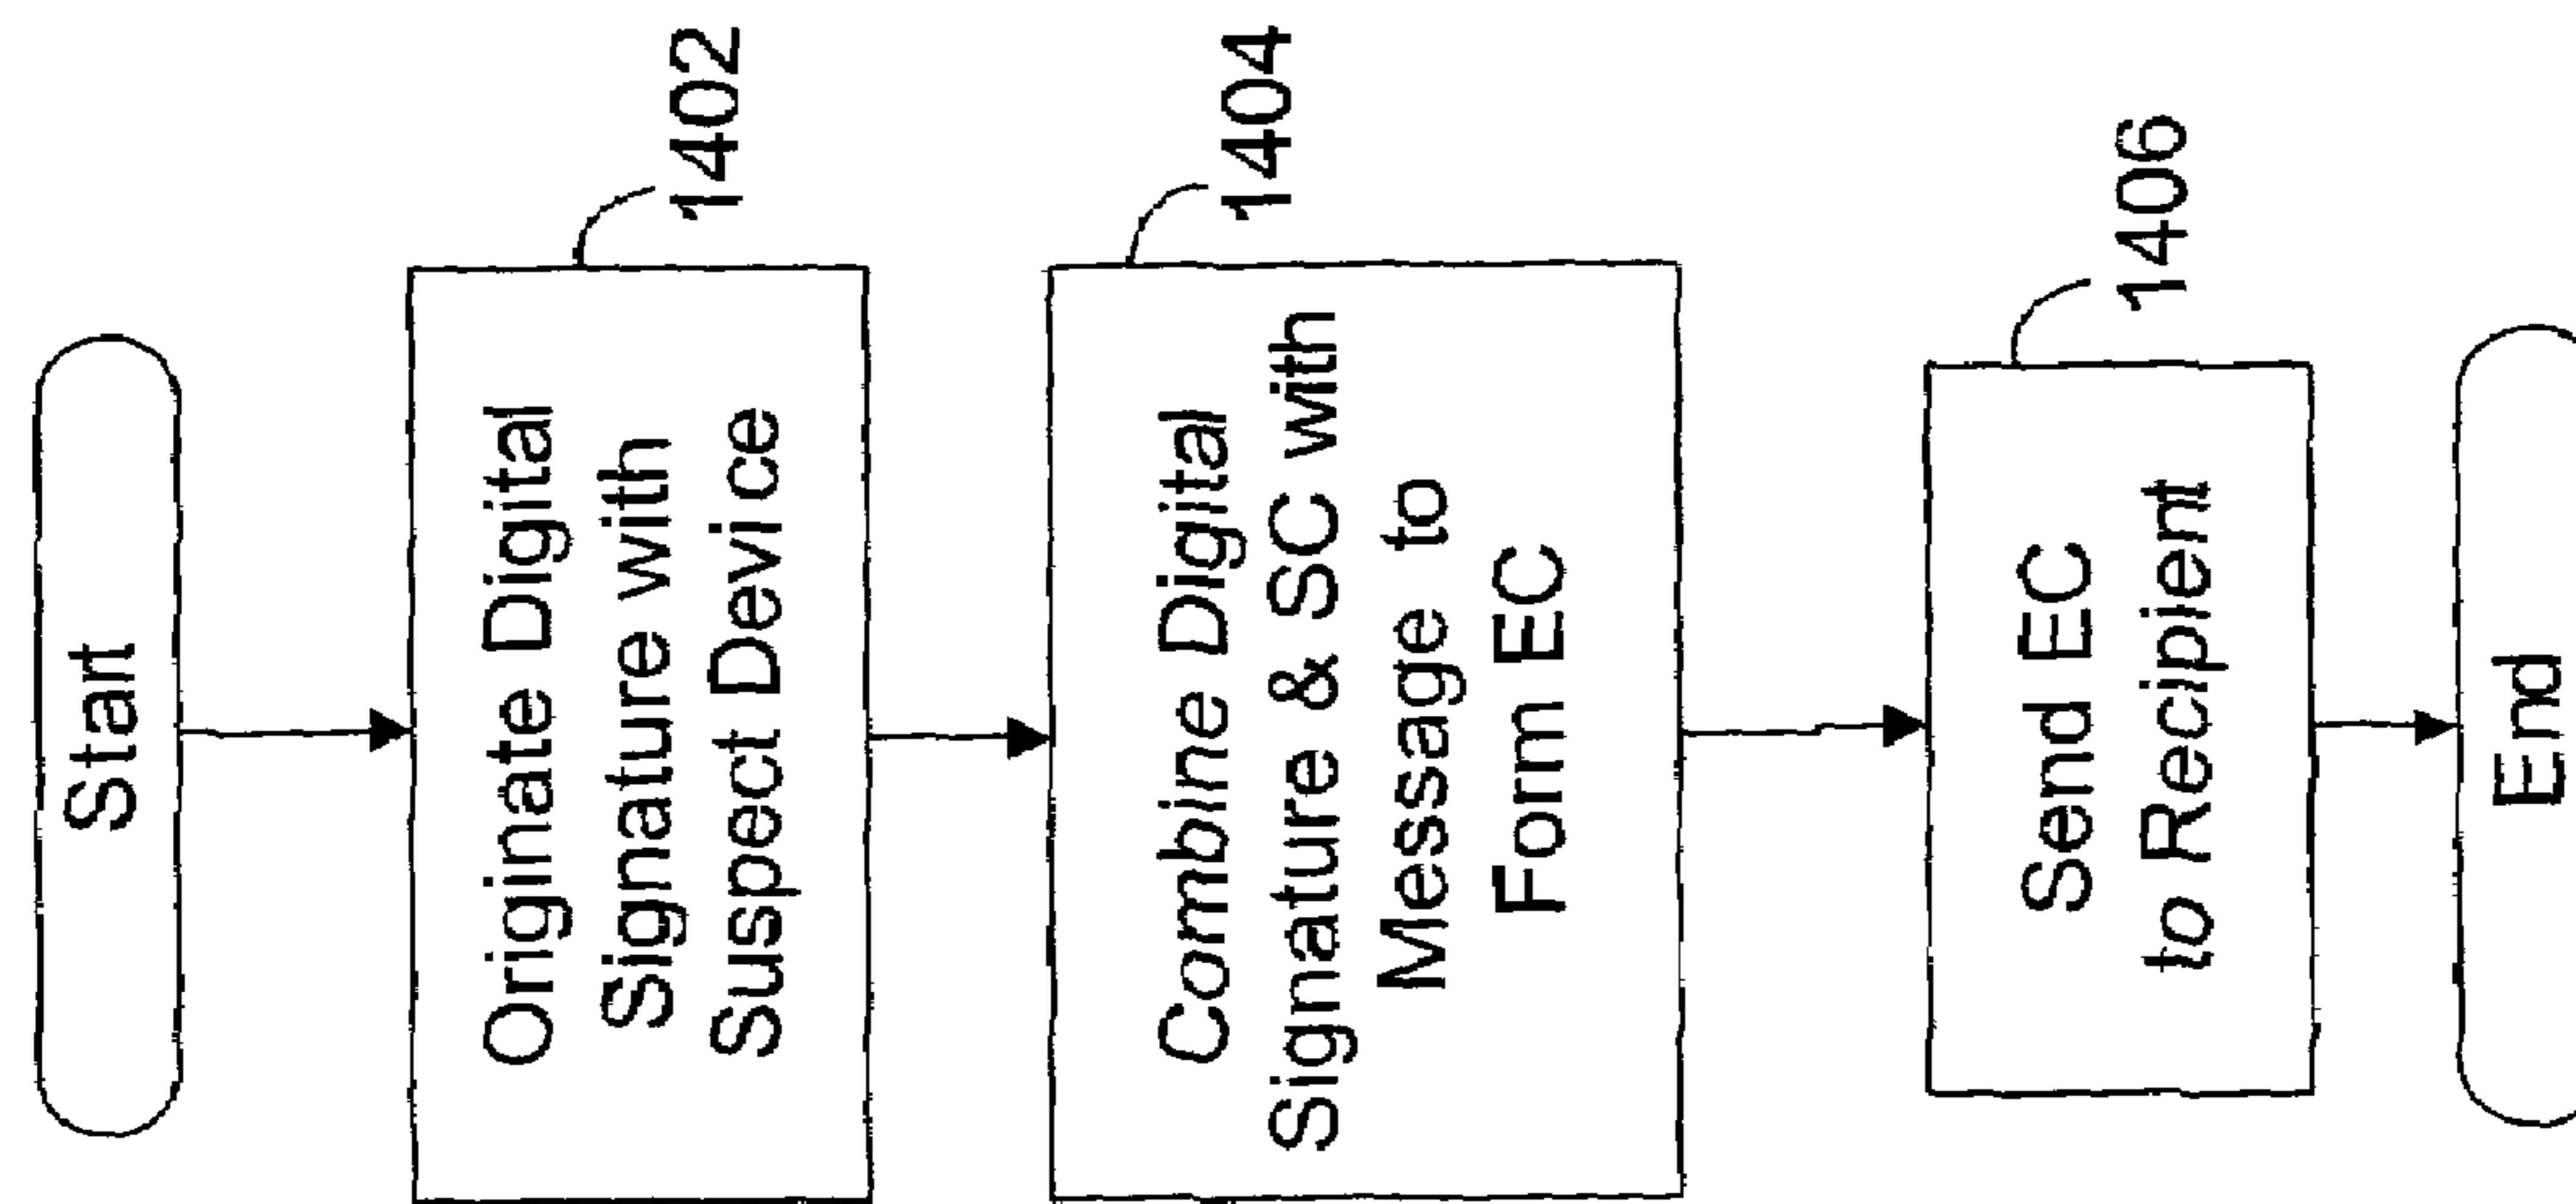 Start
Originate Digital
Signature with
Suspect Device
1402
Combine Digital
Signature & SC with
Message to
Form EC
1404
Send EC
to Recipient
1406
End